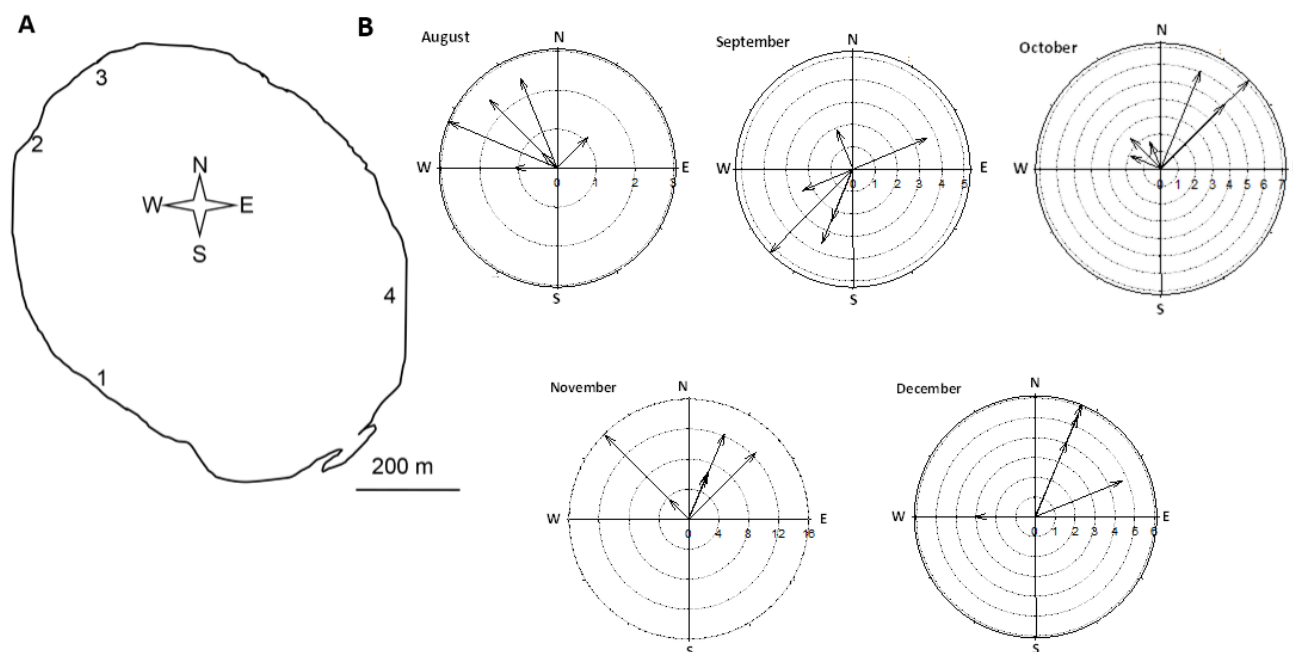 A
B
3
2
N
W E
S
4
1
200 m
August
N
W
E
0 1 2 3
S
September
N
W
E
0 1 2 3 4 5
S
October
N
W
0 1 2 3 4 5 6 7
S
November
N
W
E
0 4 8 12 16
S
December
N
W
E
0 1 2 3 4 5 6
S